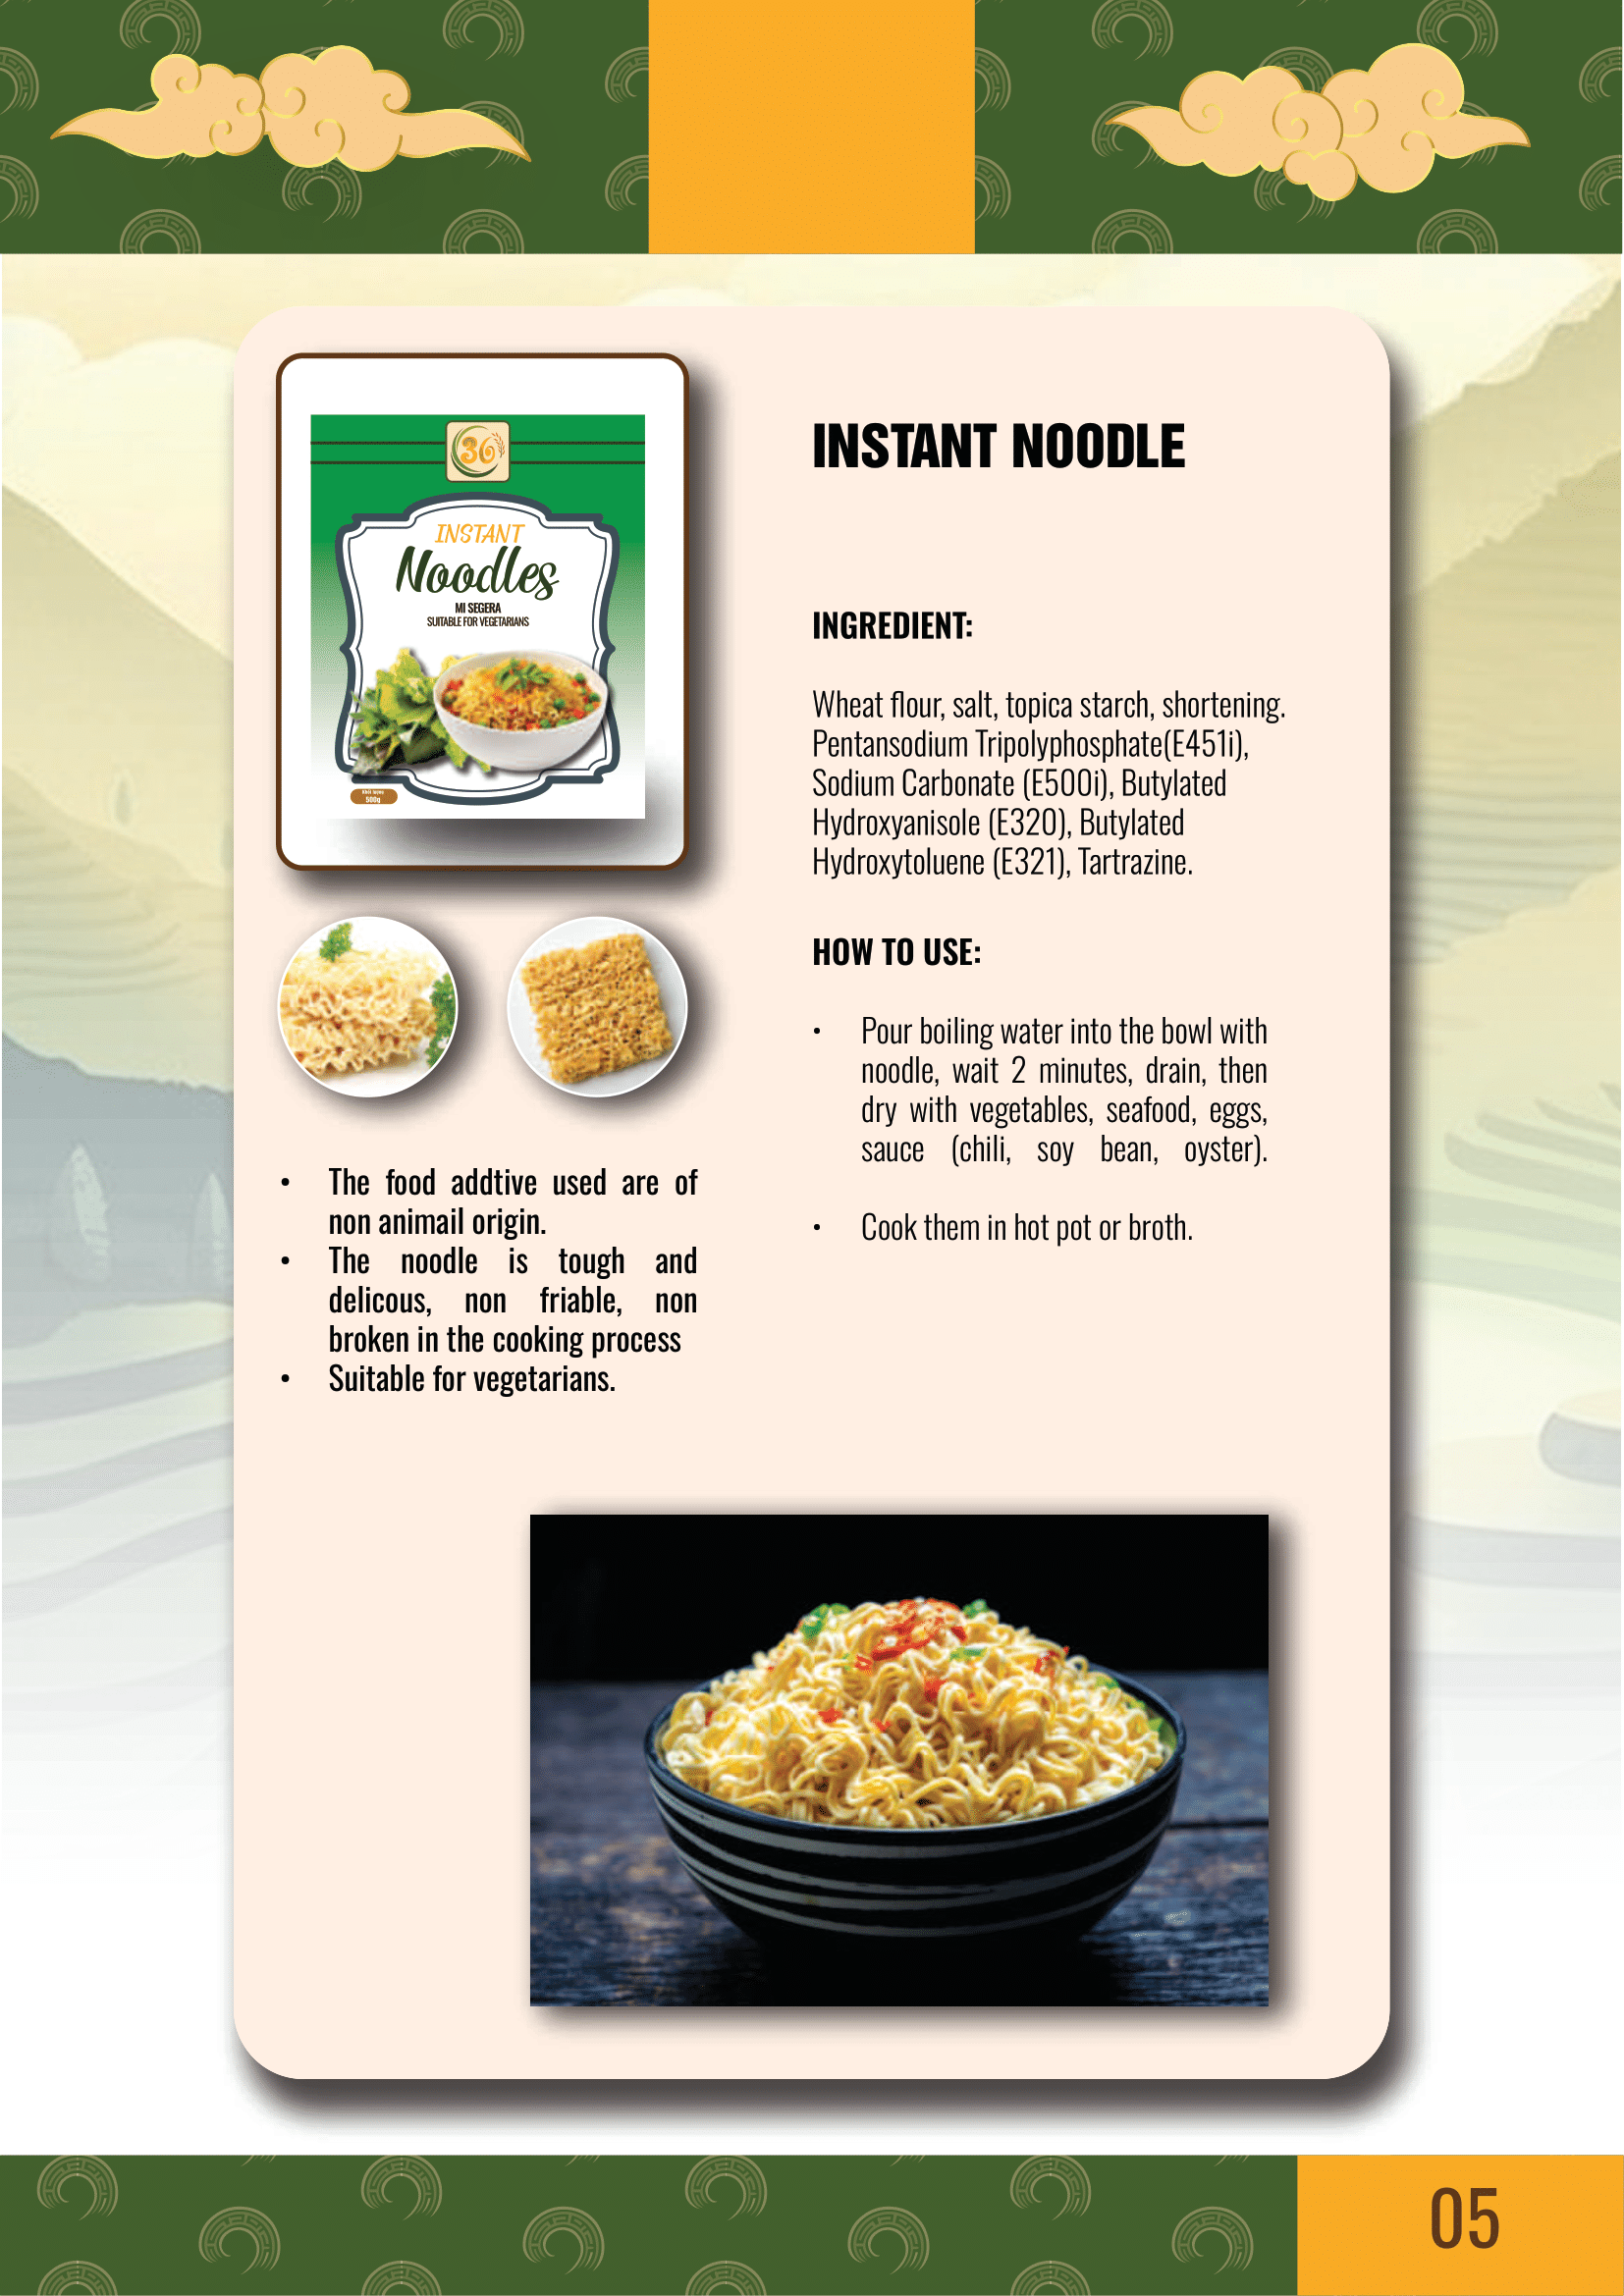 36
INSTANT
Noodles
MI SEGERA
SUITABLE FOR VEGETARIANS
500g
The food addtive used are of
non animail origin.
The noodle is tough and
delicous, non friable, non
broken in the cooking process
Suitable for vegetarians.
INSTANT NOODLE
INGREDIENT:
Wheat flour, salt, topica starch, shortening.
Pentansodium Tripolyphosphate(E451i),
Sodium Carbonate (E500i), Butylated
Hydroxyanisole (E320), Butylated
Hydroxytoluene (E321), Tartrazine.
HOW TO USE:
Pour boiling water into the bowl with
noodle, wait 2 minutes, drain, then
dry with vegetables, seafood, eggs,
sauce (chili, soy bean, oyster).
Cook them in hot pot or broth.
05